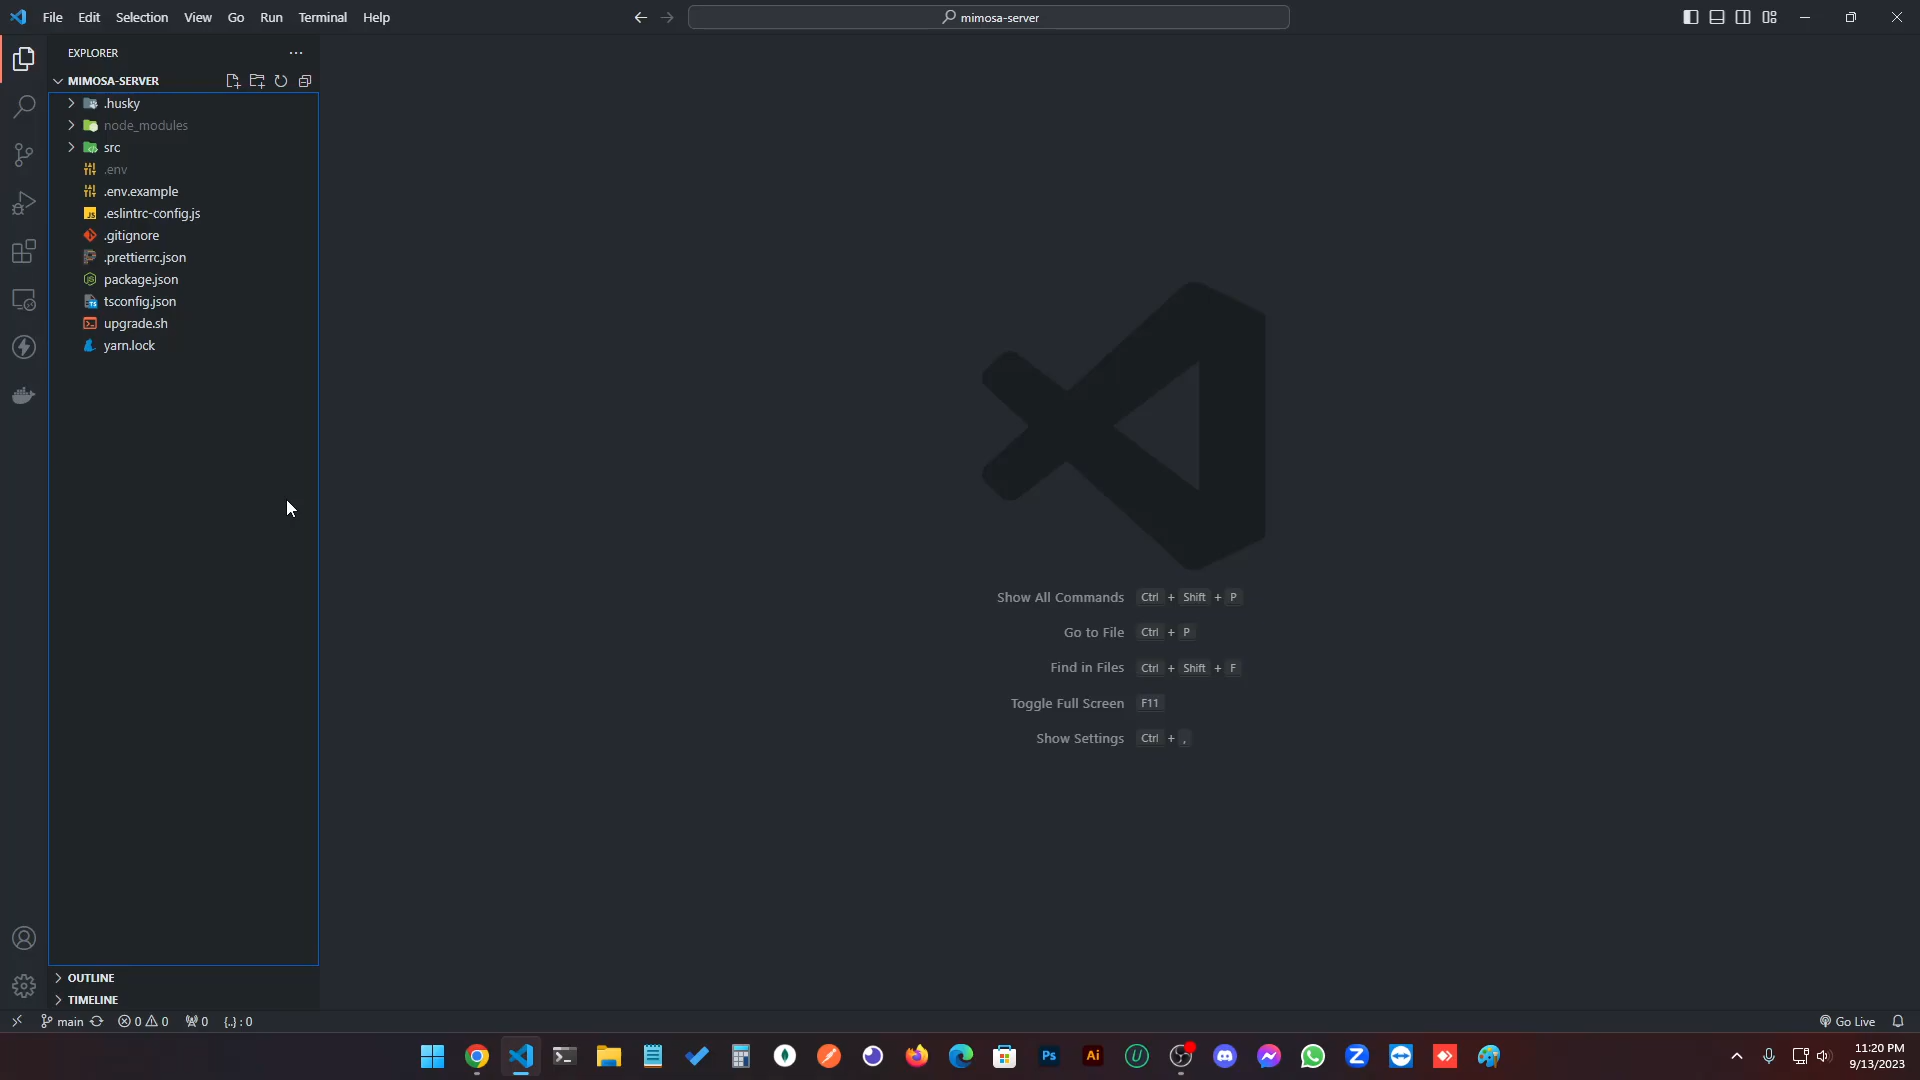 File Edit Selection View Go Run Terminal Help
mimosa-server
EXPLORER
MIMOSA-SERVER
.husky
node_modules
src
.env
.env.example
.eslintrc-config.js
.gitignore
.prettierrc.json
package.json
tsconfig.json
upgrade.sh
yarn.lock
Show All Commands Ctrl + Shift + P
Go to File Ctrl + P
Find in Files Ctrl + Shift + F
Toggle Full Screen F11
Show Settings Ctrl + ,
OUTLINE
TIMELINE
main 0 0 0 {..} : 0
Go Live
Ps
Ai
11:20 PM
9/13/2023